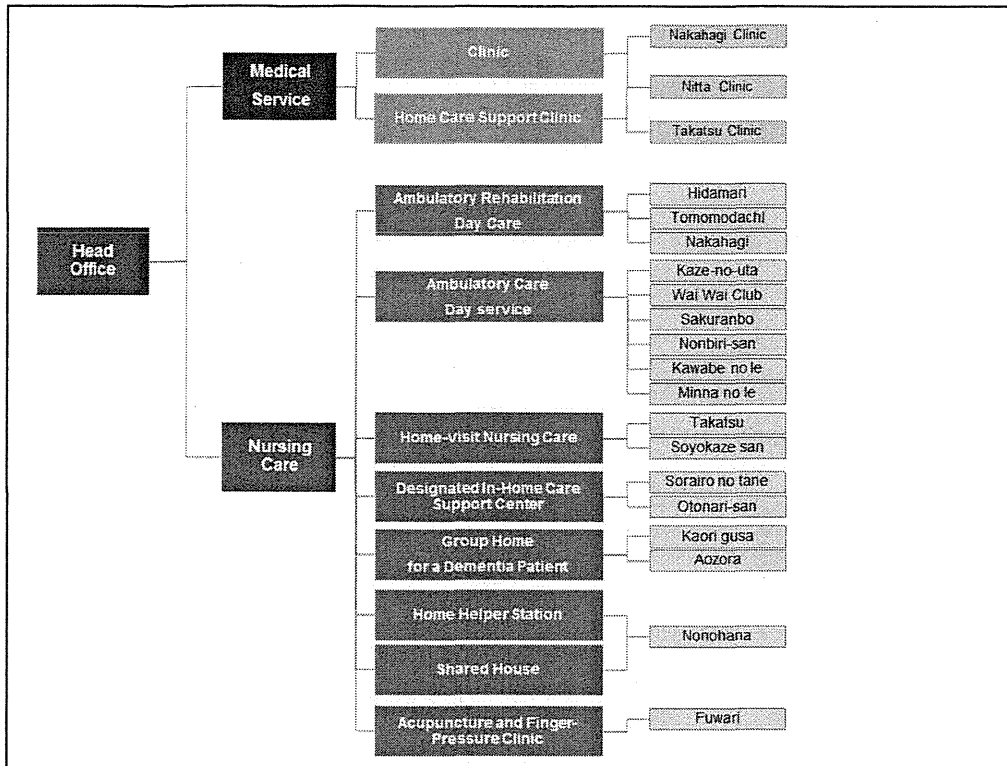 Head
Office
Medical
Service
Clinic
Home Care Support Clinic
Nakahagi Clinic
Nitta Clinic
Takatsu Clinic
Nursing
Care
Ambulatory Rehabilitation
Day Care
Hidamari
Tomomodachi
Nakahagi
Ambulatory Care
Day service
Kaze-no-uta
Wai Wai Club
Sakuranbo
Nonbiri-san
Kawabe no Ie
Minna no Ie
Home-Visit Nursing Care
Takatsu
Soyokaze san
Designated In-Home Care
Support Center
Sorairo no tane
Otonari-san
Group Home
for a Dementia Patient
Kaori gusa
Aozora
Home Helper Station
Shared House
Nonohana
Acupuncture and Finger-
Pressure Clinic
Fuwari